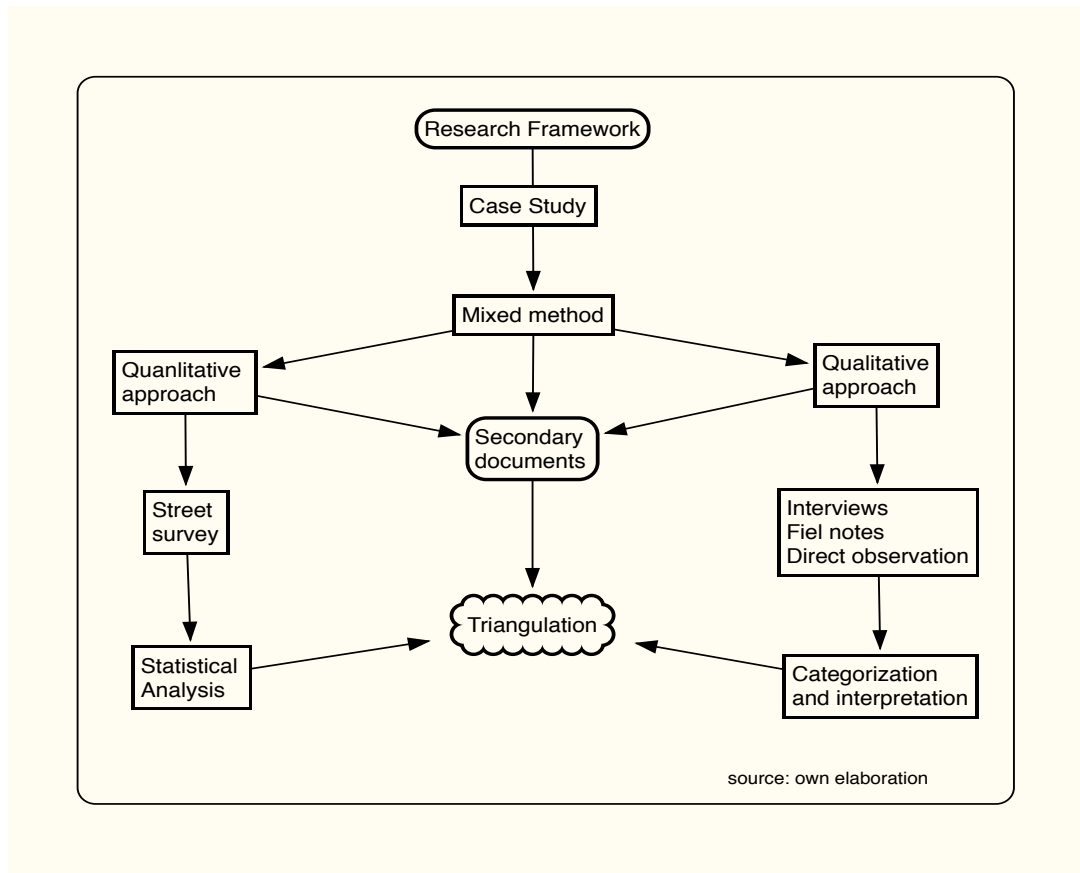 Research Framework
Case Study
Mixed method
Quanlitative
approach
Qualitative
approach
Secondary
documents
Street
survey
Interviews
Fiel notes
Direct observation
Triangulation
Statistical
Analysis
Categorization
and interpretation
source: own elaboration